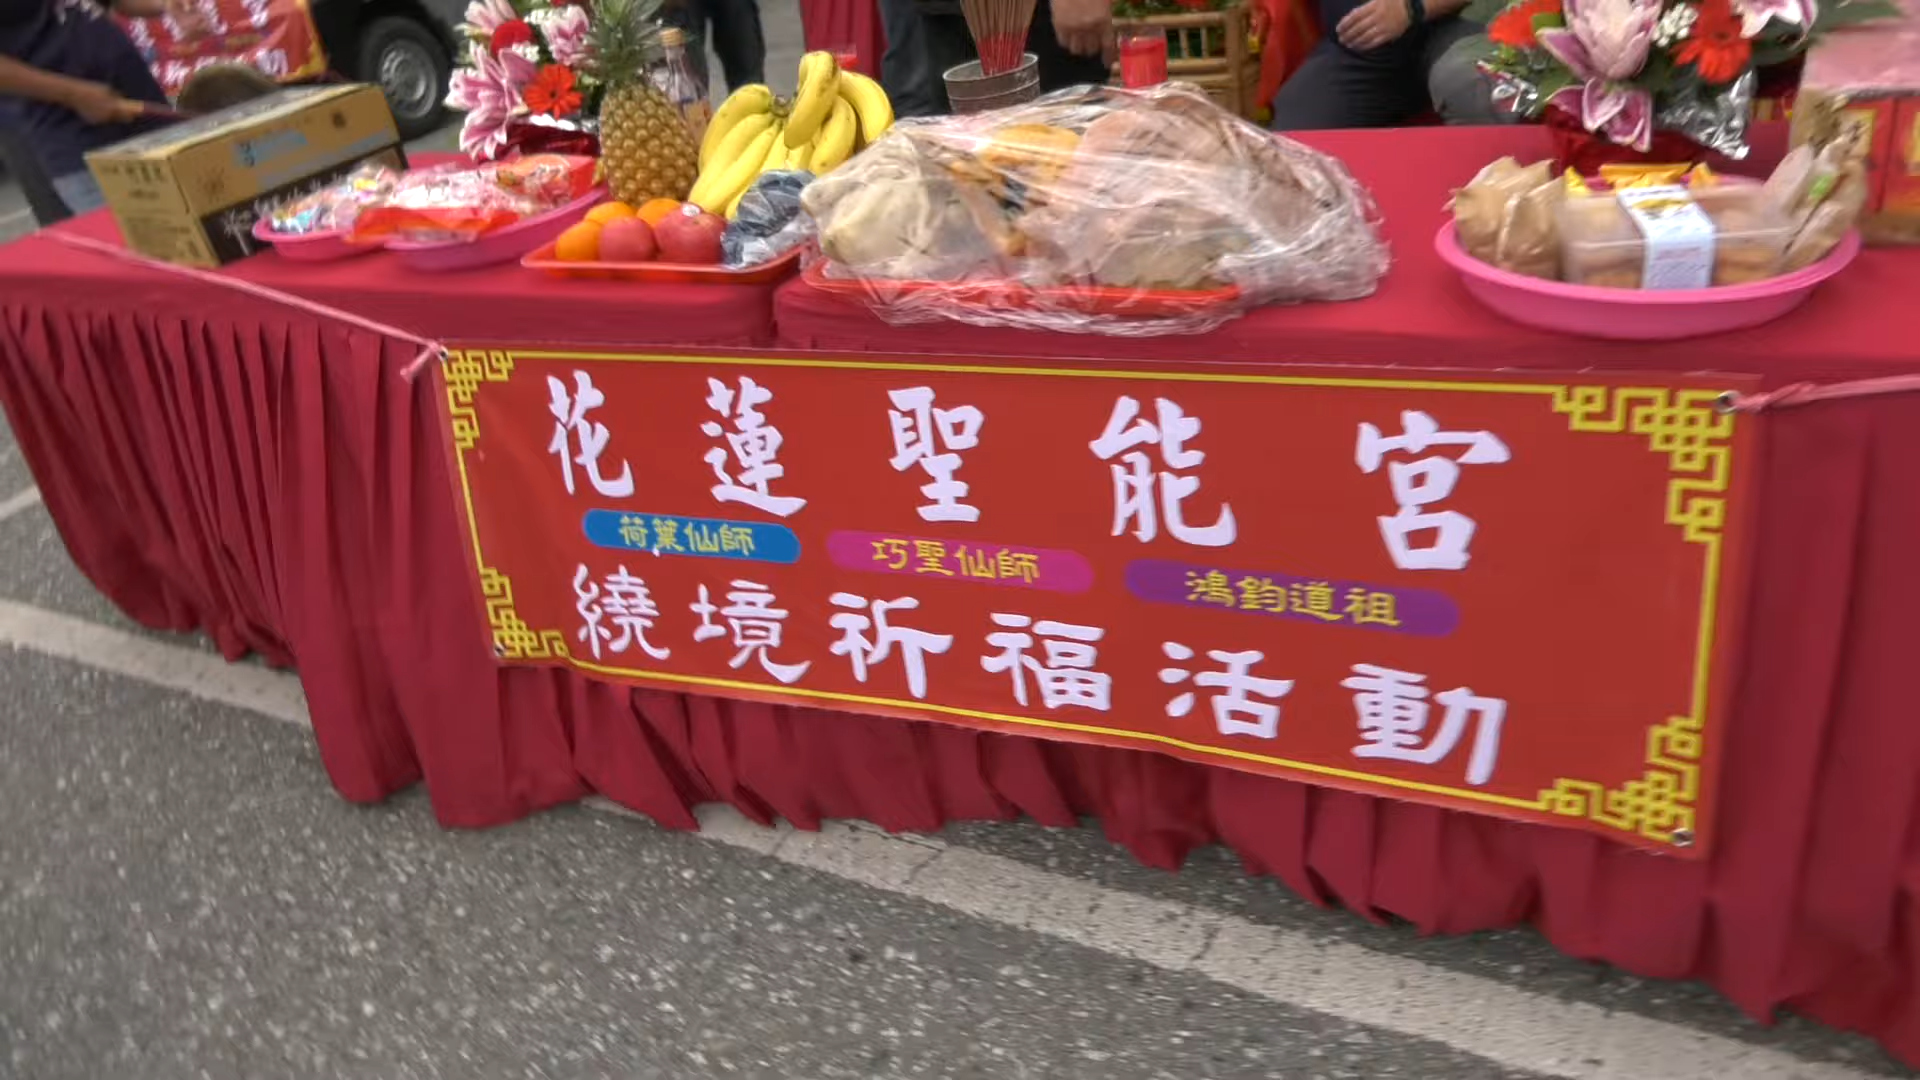 花蓮聖能宮
荷葉仙師 巧聖仙師 鴻鈞道祖
繞境祈福活動